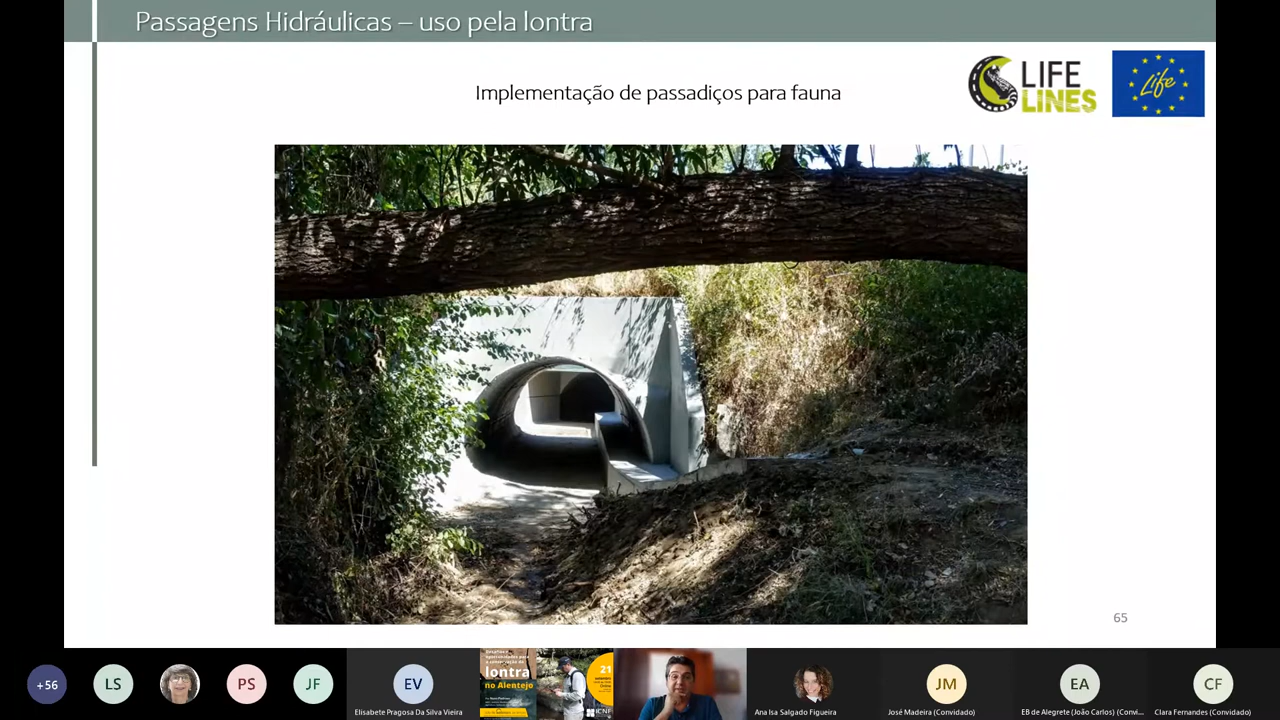 Passagens Hidráulicas – uso pela lontra
LIFE
LINES
Life
Implementação de passadiços para fauna
65
+56
LS
PS
JF
EV
Elisabete Pragosa Da Silva Vieira
lontra
no Alentejo
21
ICNF
Ana Isa Salgado Figueira
JM
José Madeira (Convidado)
EA
EB de Alegrete (João Carlos) (Convi...
CF
Clara Fernandes (Convidado)